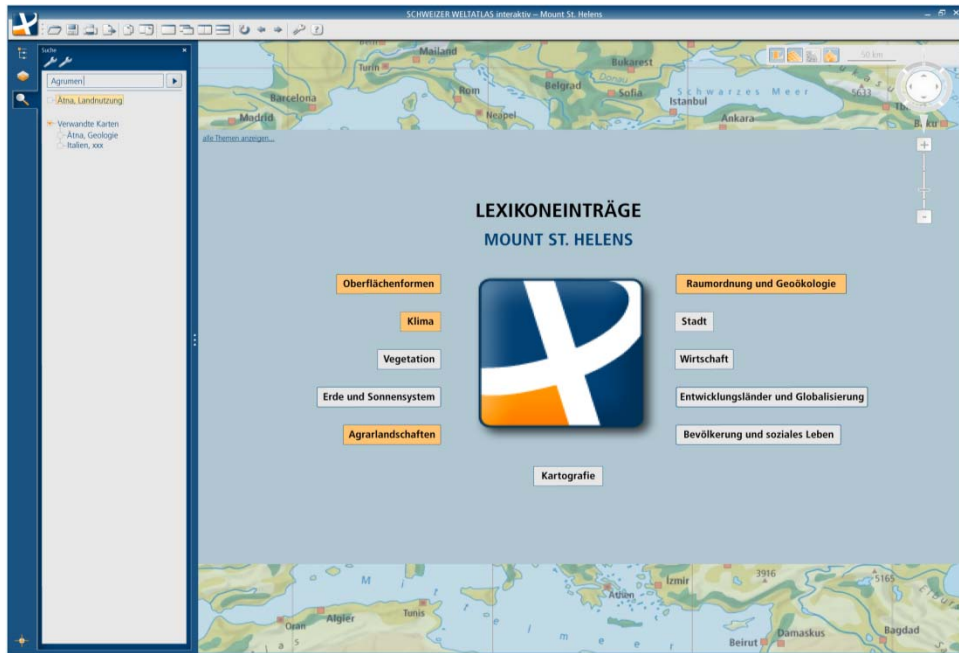 SCHWEIZER WELTATLAS interaktiv – Mount St. Helens
Suche
Agrumen
Ätna, Landnutzung
Verwandte Karten
Ätna, Geologie
Italien, xxx
Mailand
Turin
Bukarest
50 km
Rom
Belgrad
Donau
Sofia
Schwarzes Meer
5633
Barcelona
Istanbul
Madrid
Neapel
Ankara
Baku
alle Themen anzeigen...
LEXIKONEINTRÄGE
MOUNT ST. HELENS
Oberflächenformen
Raumordnung und Geoökologie
Klima
Stadt
Vegetation
Wirtschaft
Erde und Sonnensystem
Entwicklungsländer und Globalisierung
Agrarlandschaften
Bevölkerung und soziales Leben
Kartografie
M i t t e l m e e r
Izmir
3916
5165
Athen
Tunis
Algier
Oran
Damaskus
Bagdad
Beirut